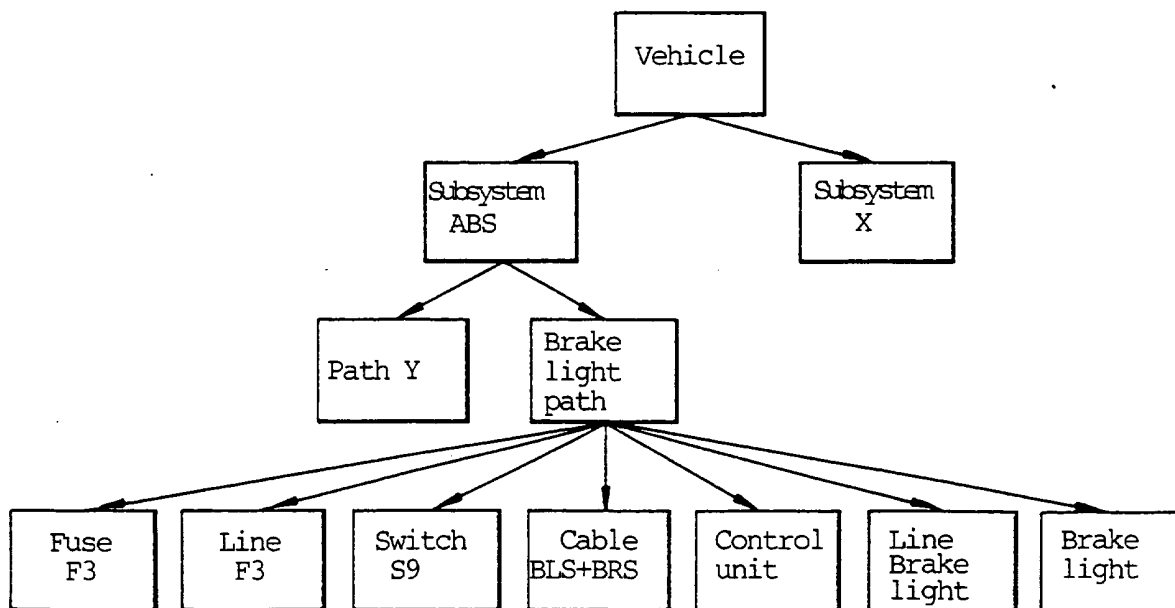 Vehicle
Subsystem
ABS
Subsystem
X
Path Y
Brake
light
path
Fuse
F3
Line
F3
Switch
S9
Cable
BLS+BRS
Control
unit
Line
Brake
light
Brake
light